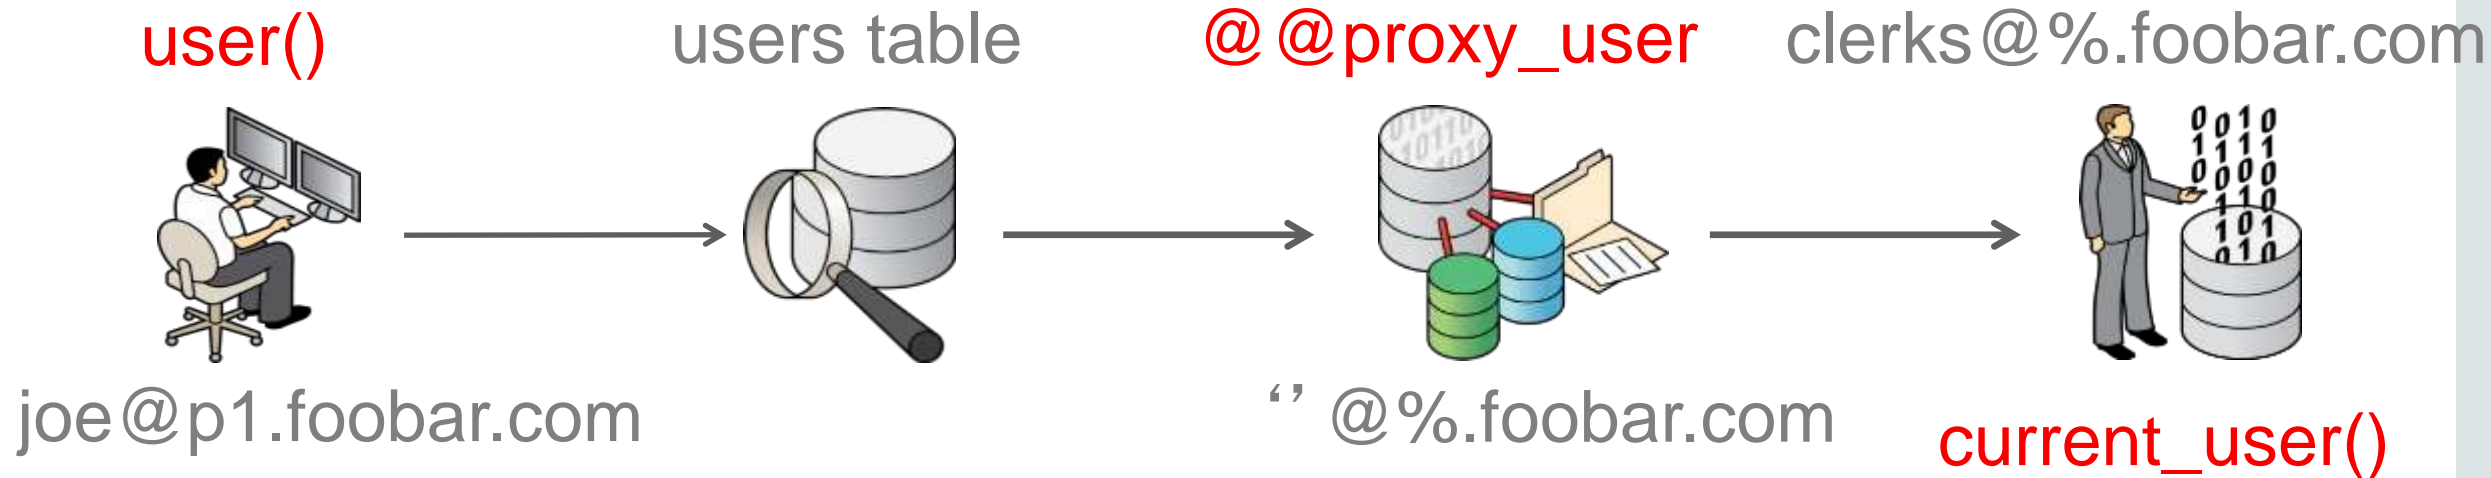 user()
users table
@@proxy_user
clerks@%.foobar.com
joe@p1.foobar.com
‘’@%.foobar.com
current_user()